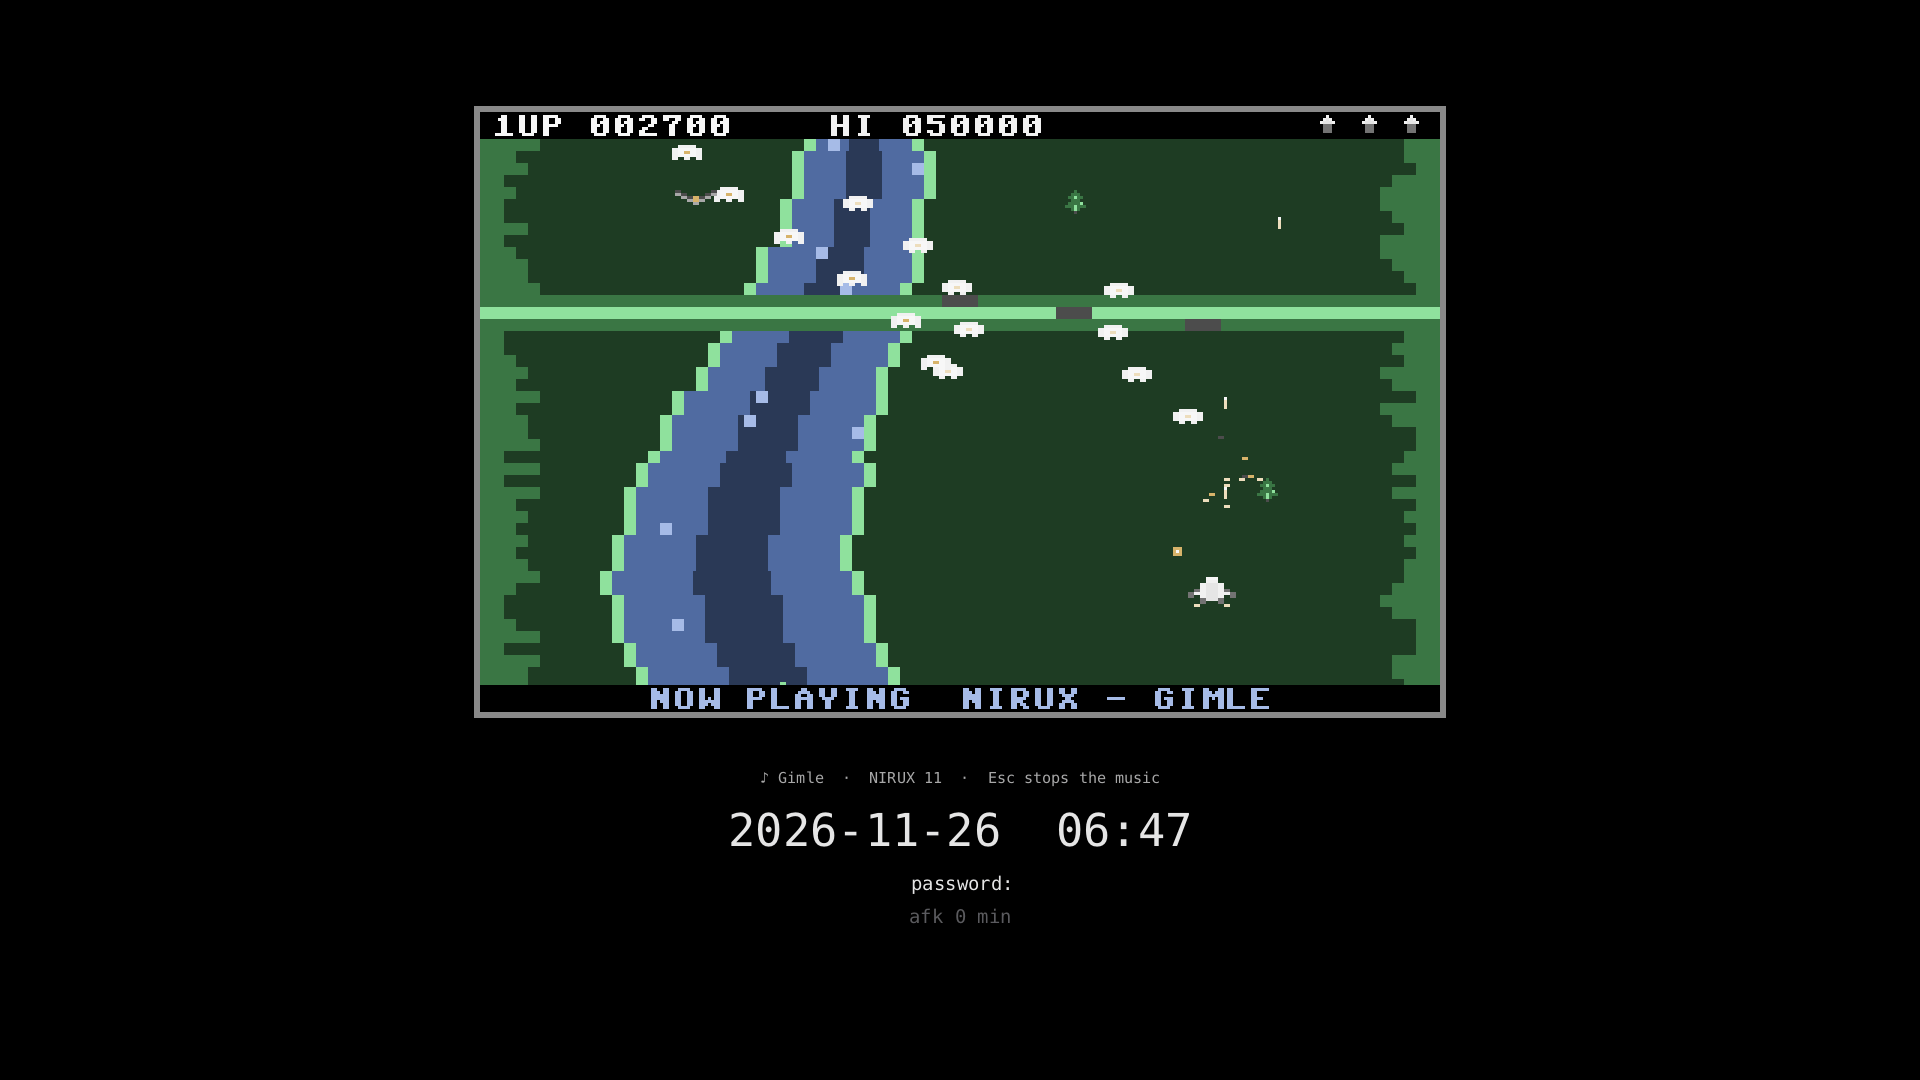 1UP 002700 HI 050000
NOW PLAYING NIRUX - GIMLE
♪ Gimle · NIRUX 11 · Esc stops the music
2026-11-26 06:47
password:
afk 0 min